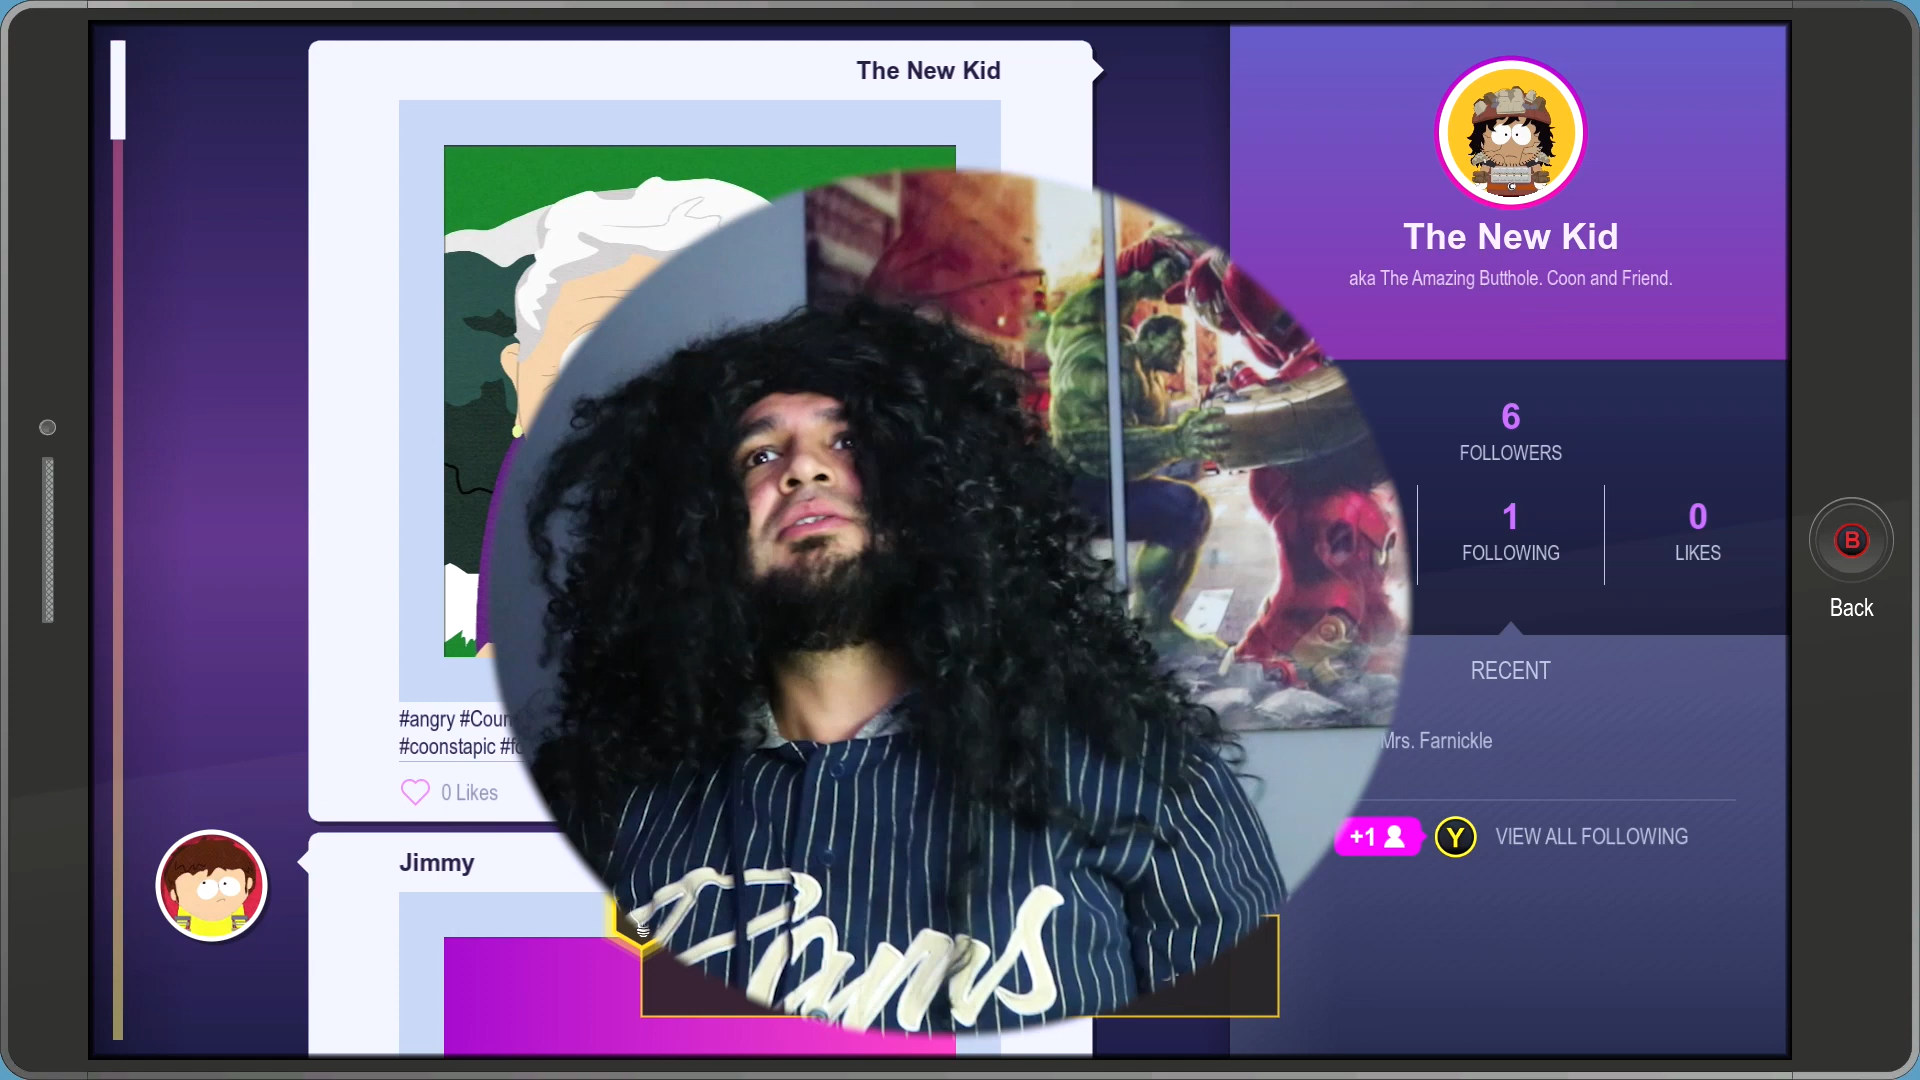 The New Kid
#angry #Coun
#coonstapic #fo
0 Likes
Jimmy
The New Kid
aka The Amazing Butthole. Coon and Friend.
6
FOLLOWERS
1
FOLLOWING
0
LIKES
RECENT
Mrs. Farnickle
+1
Y
VIEW ALL FOLLOWING
B
Back